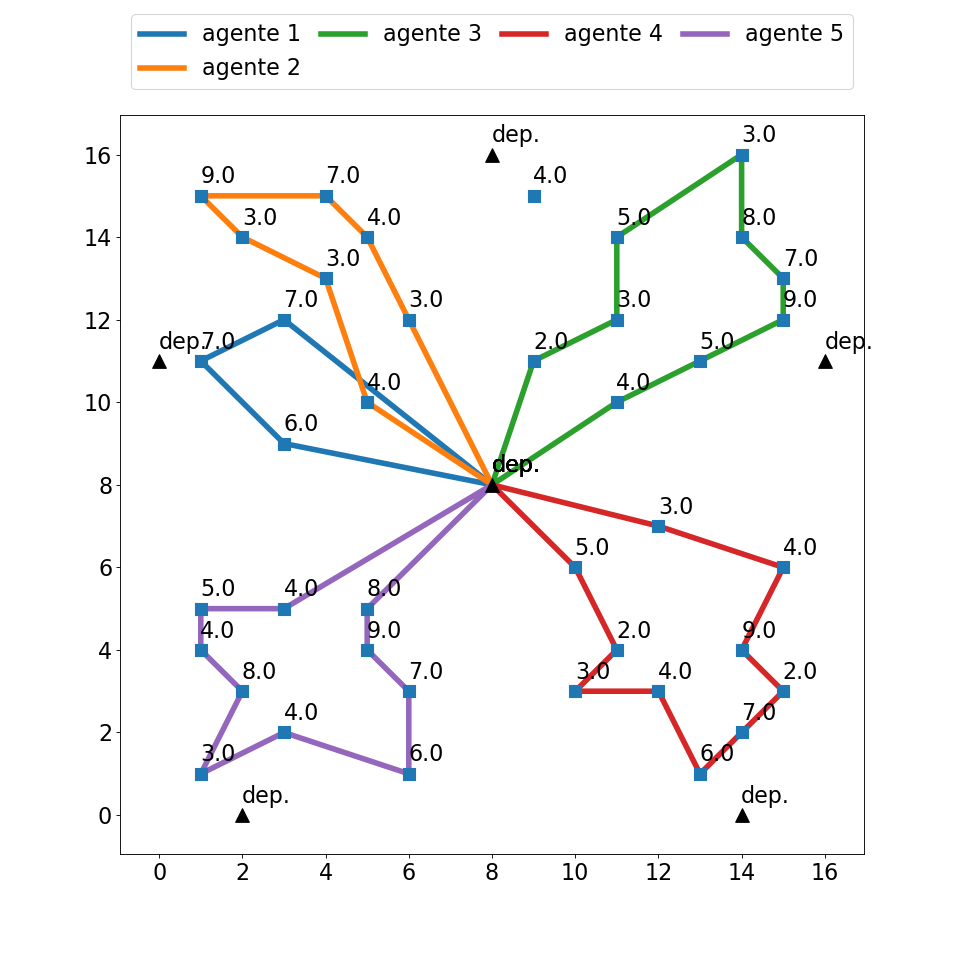 agente 1 agente 3 agente 4 agente 5
agente 2
dep. 3.0
16
9.0 7.0 4.0
3.0 4.0 5.0 8.0
14
3.0 7.0
7.0 3.0 3.0 9.0
12
dep. 7.0 2.0 5.0 dep.
4.0 4.0
10
6.0
dep. dep.
8
3.0
5.0 4.0
6
5.0 4.0 8.0
4.0 9.0 2.0 9.0
4
8.0 7.0 3.0 4.0 2.0
4.0 7.0
2
3.0 6.0 6.0
dep. dep.
0
0 2 4 6 8 10 12 14 16